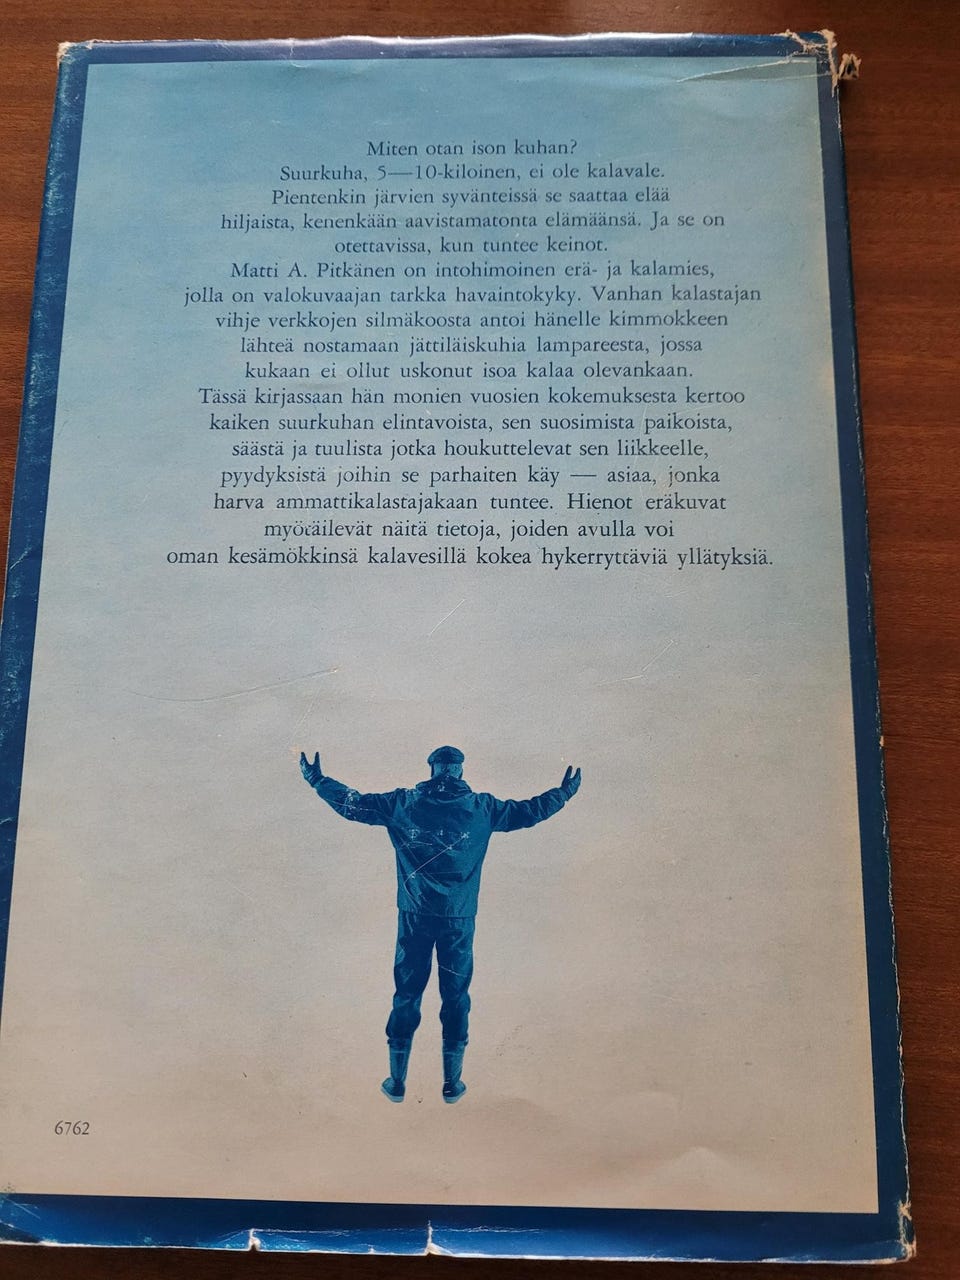 Miten otan ison kuhan?
Suurkuha, 5—10-kiloinen, ei ole kalavale.
Pientenkin järvien syvänteissä se saattaa elää
hiljaista, kenenkään aavistamatonta elämäänsä. Ja se on
otettavissa, kun tuntee keinot.
Matti A. Pitkänen on intohimoinen erä- ja kalamies,
jolla on valokuvaajan tarkka havaintokyky. Vanhan kalastajan
vihje verkkojen silmäkoosta antoi hänelle kimmokkeen
lähteä nostamaan jättiläiskuhia lampareesta, jossa
kukaan ei ollut uskonut isoa kalaa olevankaan.
Tässä kirjassaan hän monien vuosien kokemuksesta kertoo
kaiken suurkuhan elintavoista, sen suosimista paikoista,
säästä ja tuulista jotka houkuttelevat sen liikkeelle,
pyydyksistä joihin se parhaiten käy — asiaa, jonka
harva ammattikalastajakaan tuntee. Hienot eräkuvat
myötäilevät näitä tietoja, joiden avulla voi
oman kesämökkinsä kalavesillä kokea hykerryttäviä yllätyksiä.
6762